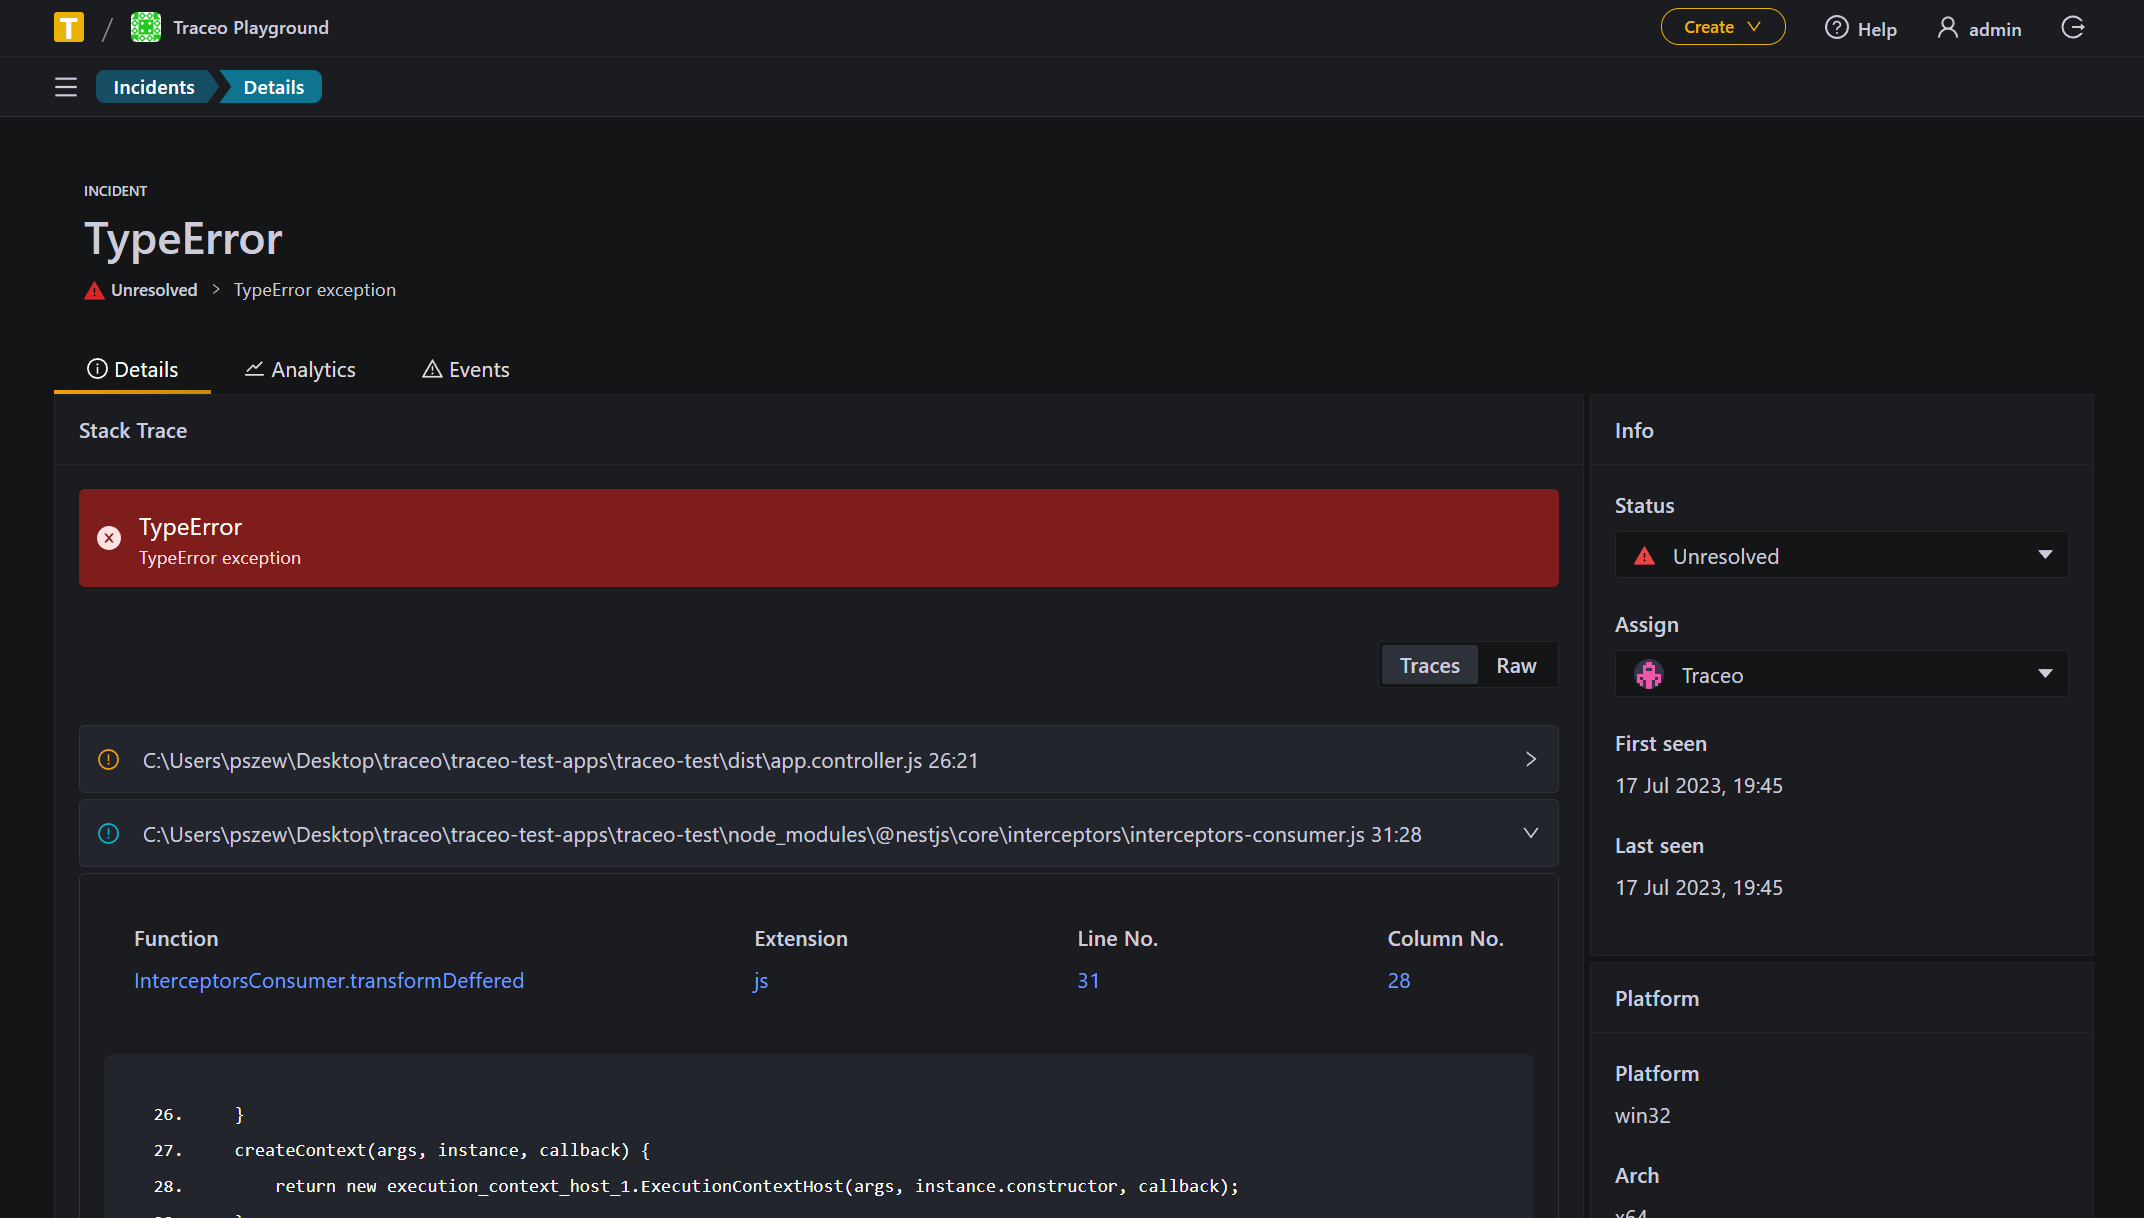 T / Traceo Playground Create Help admin
Incidents Details
INCIDENT
TypeError
Unresolved > TypeError exception
Details Analytics Events
Stack Trace
TypeError
TypeError exception
Traces Raw
C:\Users\pszew\Desktop\traceo\traceo-test-apps\traceo-test\dist\app.controller.js 26:21
C:\Users\pszew\Desktop\traceo\traceo-test-apps\traceo-test\node_modules\@nestjs\core\interceptors\interceptors-consumer.js 31:28
Function Extension Line No. Column No.
InterceptorsConsumer.transformDeffered js 31 28
26. }
27. createContext(args, instance, callback) {
28. return new execution_context_host_1.ExecutionContextHost(args, instance.constructor, callback);
Info
Status
Unresolved
Assign
Traceo
First seen
17 Jul 2023, 19:45
Last seen
17 Jul 2023, 19:45
Platform
Platform
win32
Arch
x64